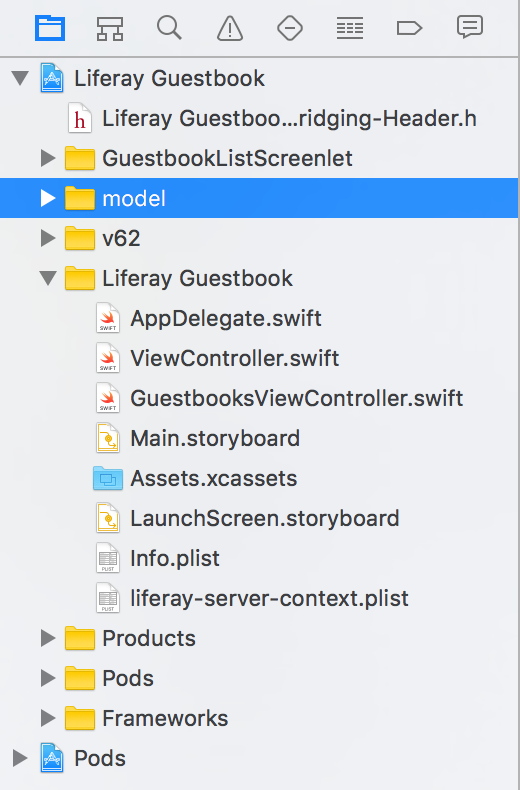 Liferay Guestbook
Liferay Guestboo...ridging-Header.h
GuestbookListScreenlet
model
v62
Liferay Guestbook
AppDelegate.swift
ViewController.swift
GuestbooksViewController.swift
Main.storyboard
Assets.xcassets
LaunchScreen.storyboard
Info.plist
liferay-server-context.plist
Products
Pods
Frameworks
Pods